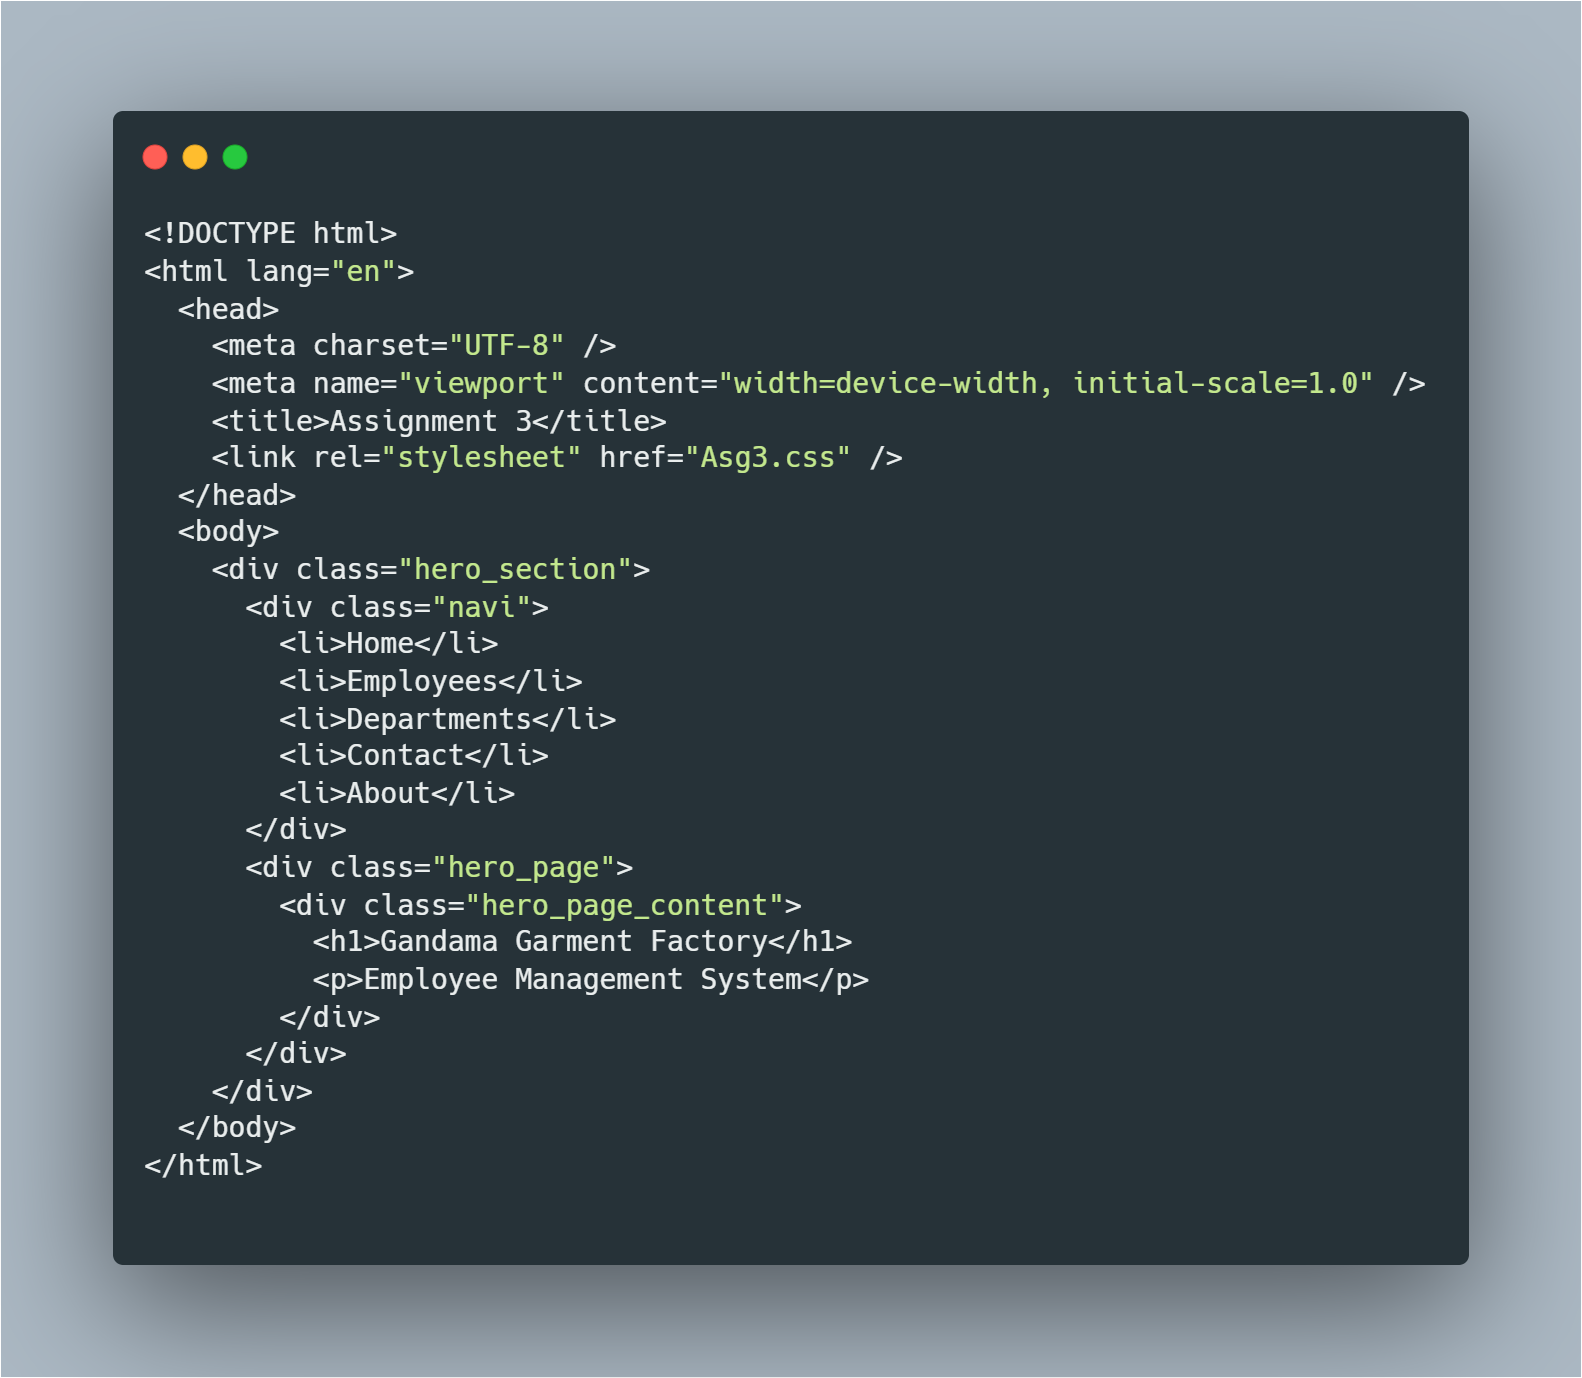 <!DOCTYPE html>
<html lang="en">
  <head>
    <meta charset="UTF-8" />
    <meta name="viewport" content="width=device-width, initial-scale=1.0" />
    <title>Assignment 3</title>
    <link rel="stylesheet" href="Asg3.css" />
  </head>
  <body>
    <div class="hero_section">
      <div class="navi">
        <li>Home</li>
        <li>Employees</li>
        <li>Departments</li>
        <li>Contact</li>
        <li>About</li>
      </div>
      <div class="hero_page">
        <div class="hero_page_content">
          <h1>Gandama Garment Factory</h1>
          <p>Employee Management System</p>
        </div>
      </div>
    </div>
  </body>
</html>